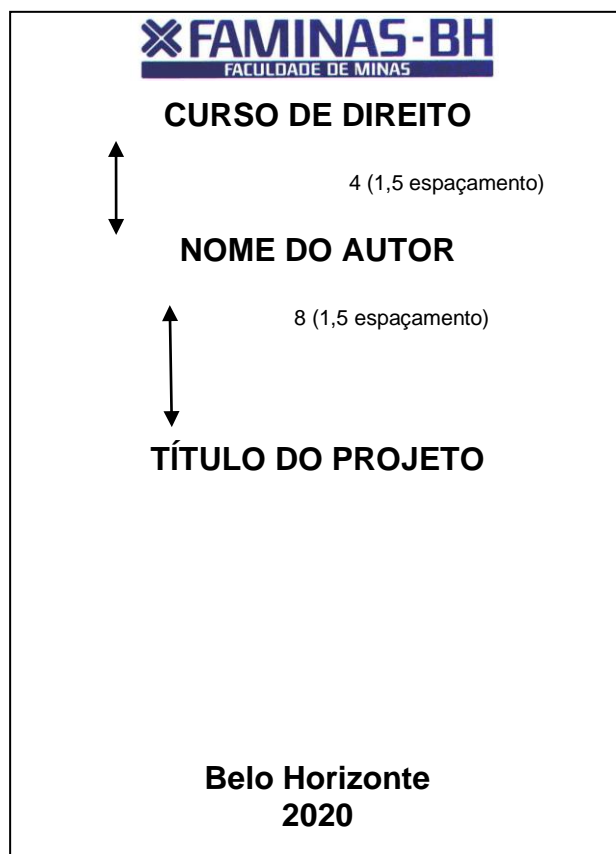 FAMINAS-BH
FACULDADE DE MINAS
CURSO DE DIREITO
4 (1,5 espaçamento)
NOME DO AUTOR
8 (1,5 espaçamento)
TÍTULO DO PROJETO
Belo Horizonte
2020